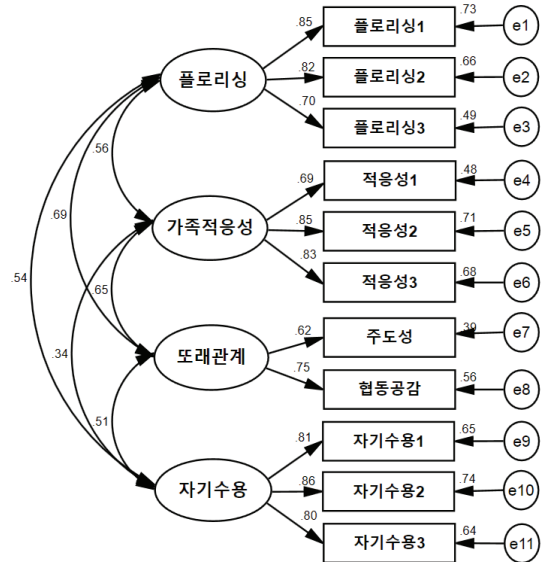 .85
.73
플로리싱1
e1
플로리싱
.82
.66
플로리싱2
e2
.70
.49
플로리싱3
e3
.56
.69
.48
적응성1
e4
.69
가족적응성
.85
.71
적응성2
e5
.83
.68
적응성3
e6
.54
.65
.62
.39
주도성
e7
또래관계
.34
.75
.56
협동공감
e8
.51
.81
.65
자기수용1
e9
자기수용
.86
.74
자기수용2
e10
.80
.64
자기수용3
e11